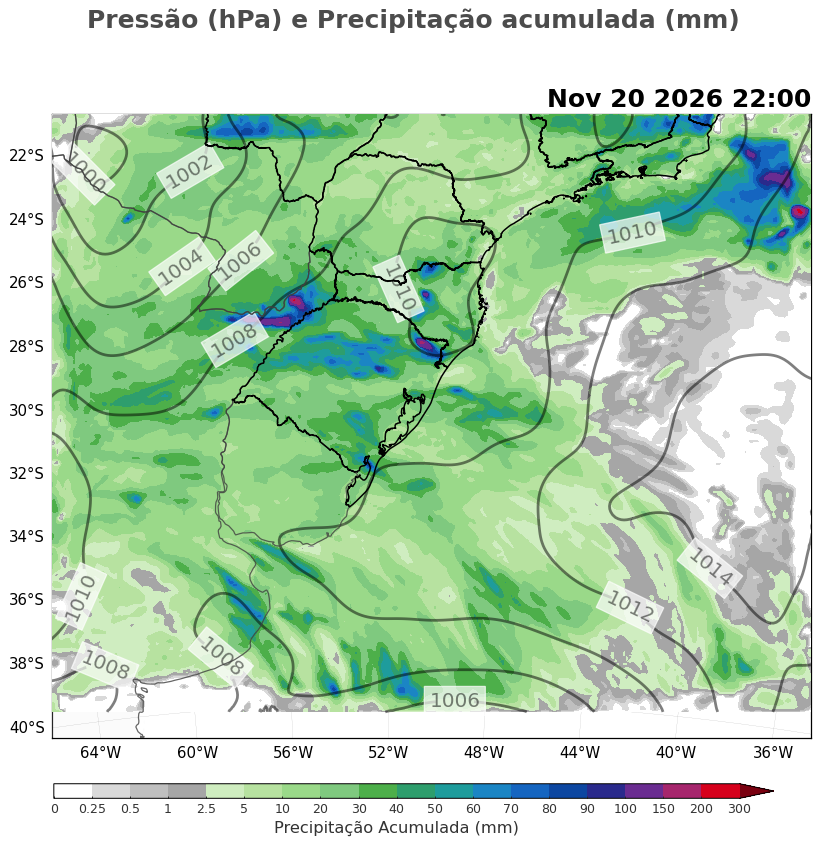 Pressão (hPa) e Precipitação acumulada (mm)
Nov 20 2026 22:00
22°S
24°S
26°S
28°S
30°S
32°S
34°S
36°S
38°S
40°S
1000
1002
1004
1006
1008
1010
1010
1010
1008
1008
1006
1012
1014
64°W 60°W 56°W 52°W 48°W 44°W 40°W 36°W
0 0.25 0.5 1 2.5 5 10 20 30 40 50 60 70 80 90 100 150 200 300
Precipitação Acumulada (mm)